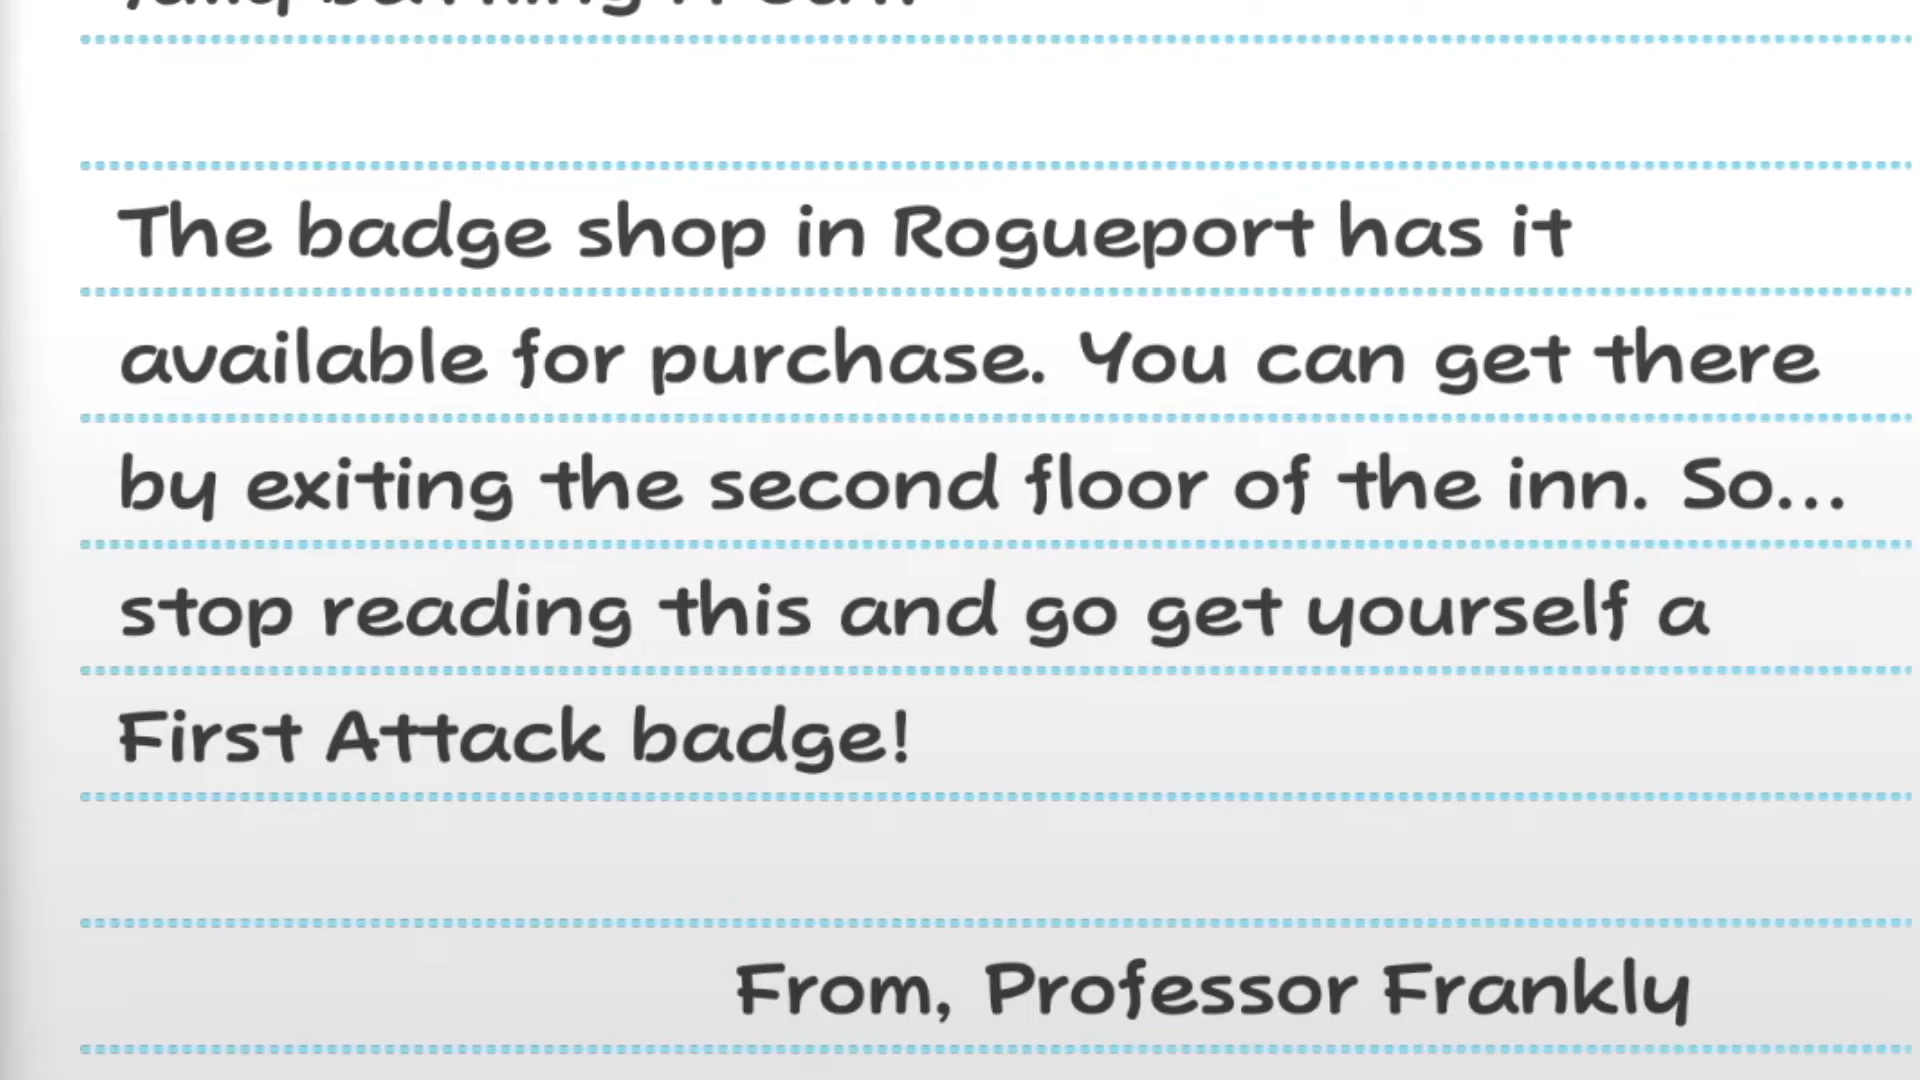 The badge shop in Rogueport has it
available for purchase. You can get there
by exiting the second floor of the inn. So...
stop reading this and go get yourself a
First Attack badge!
From, Professor Frankly